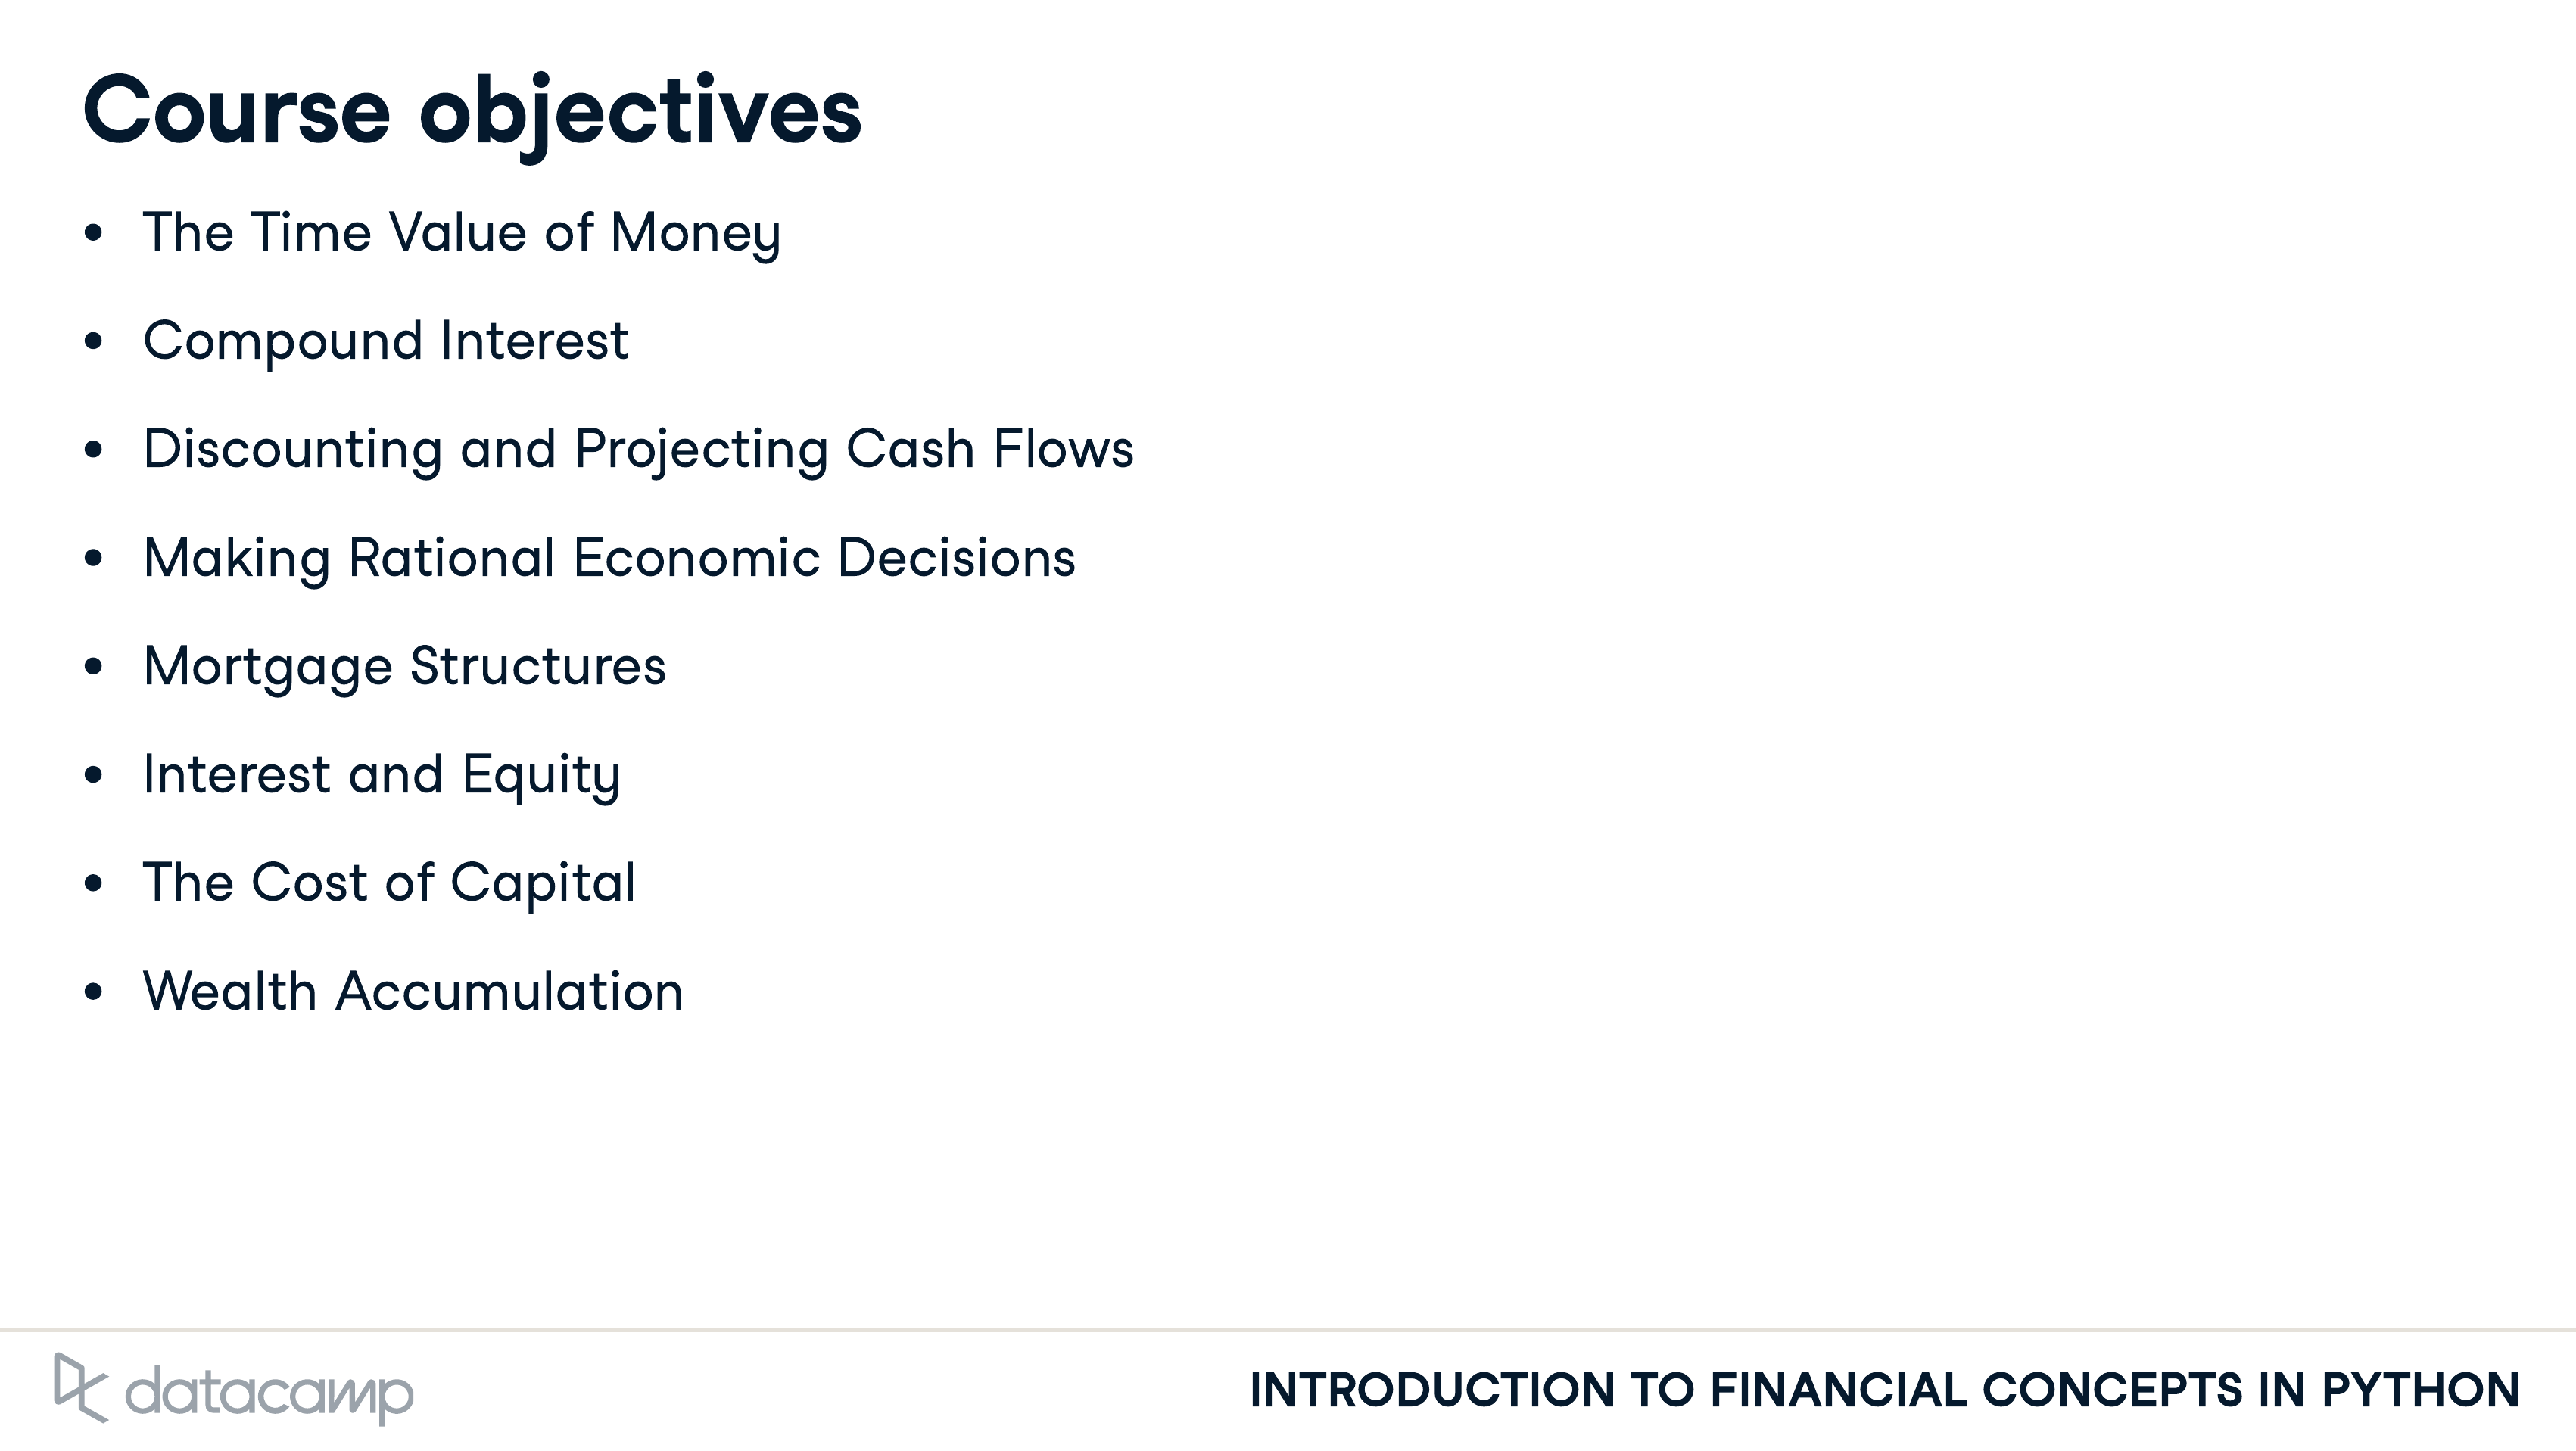 Course objectives
• The Time Value of Money
• Compound Interest
• Discounting and Projecting Cash Flows
• Making Rational Economic Decisions
• Mortgage Structures
• Interest and Equity
• The Cost of Capital
• Wealth Accumulation
datacamp
INTRODUCTION TO FINANCIAL CONCEPTS IN PYTHON